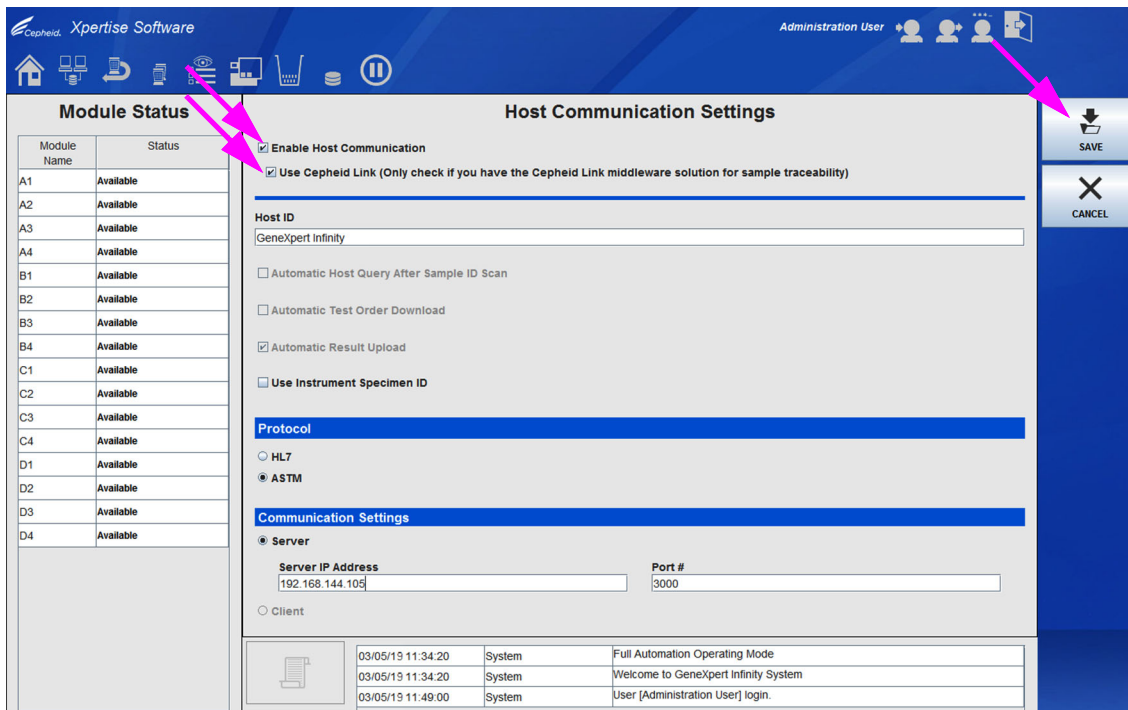 Cepheid. Xpertise Software
Administration User
Module Status
Host Communication Settings
SAVE
CANCEL
Module Name Status
A1 Available
A2 Available
A3 Available
A4 Available
B1 Available
B2 Available
B3 Available
B4 Available
C1 Available
C2 Available
C3 Available
C4 Available
D1 Available
D2 Available
D3 Available
D4 Available
Enable Host Communication
Use Cepheid Link (Only check if you have the Cepheid Link middleware solution for sample traceability)
Host ID
GeneXpert Infinity
Automatic Host Query After Sample ID Scan
Automatic Test Order Download
Automatic Result Upload
Use Instrument Specimen ID
Protocol
HL7
ASTM
Communication Settings
Server
Server IP Address Port #
192.168.144.105 3000
Client
03/05/19 11:34:20 System Full Automation Operating Mode
03/05/19 11:34:20 System Welcome to GeneXpert Infinity System
03/05/19 11:49:00 System User [Administration User] login.